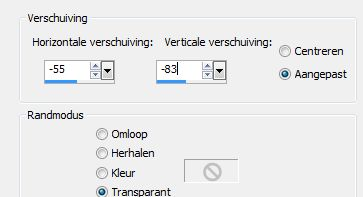 Verschuiving
Horizontale verschuiving: Verticale verschuiving:
Centreren
-55 -83
Aangepast
Randmodus
Omloop
Herhalen
Kleur
Transparant